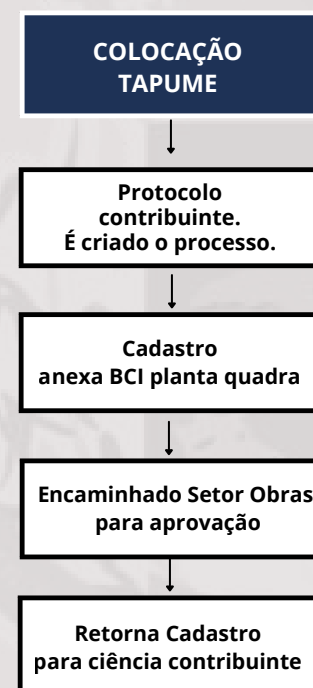 COLOCAÇÃO
TAPUME
Protocolo
contribuinte.
É criado o processo.
Cadastro
anexa BCI planta quadra
Encaminhado Setor Obras
para aprovação
Retorna Cadastro
para ciência contribuinte